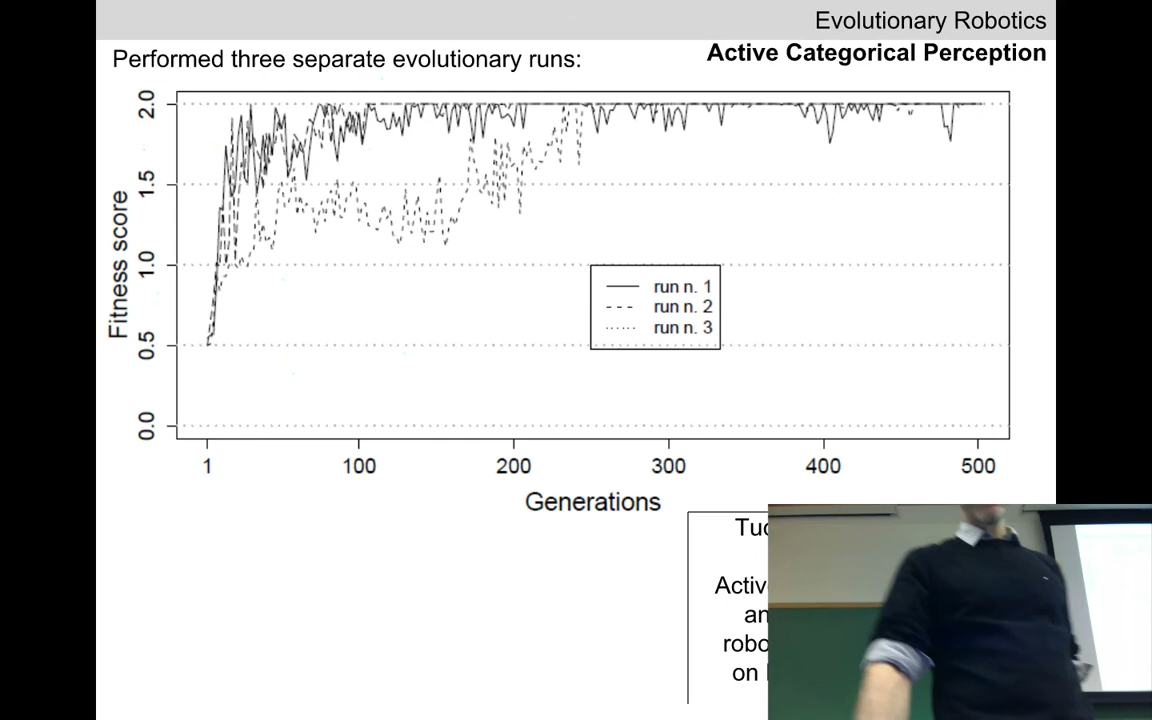 Evolutionary Robotics
Active Categorical Perception
Performed three separate evolutionary runs:
2.0
1.5
1.0
0.5
0.0
Fitness score
run n. 1
run n. 2
run n. 3
1 100 200 300 400 500
Generations
an
robo
on